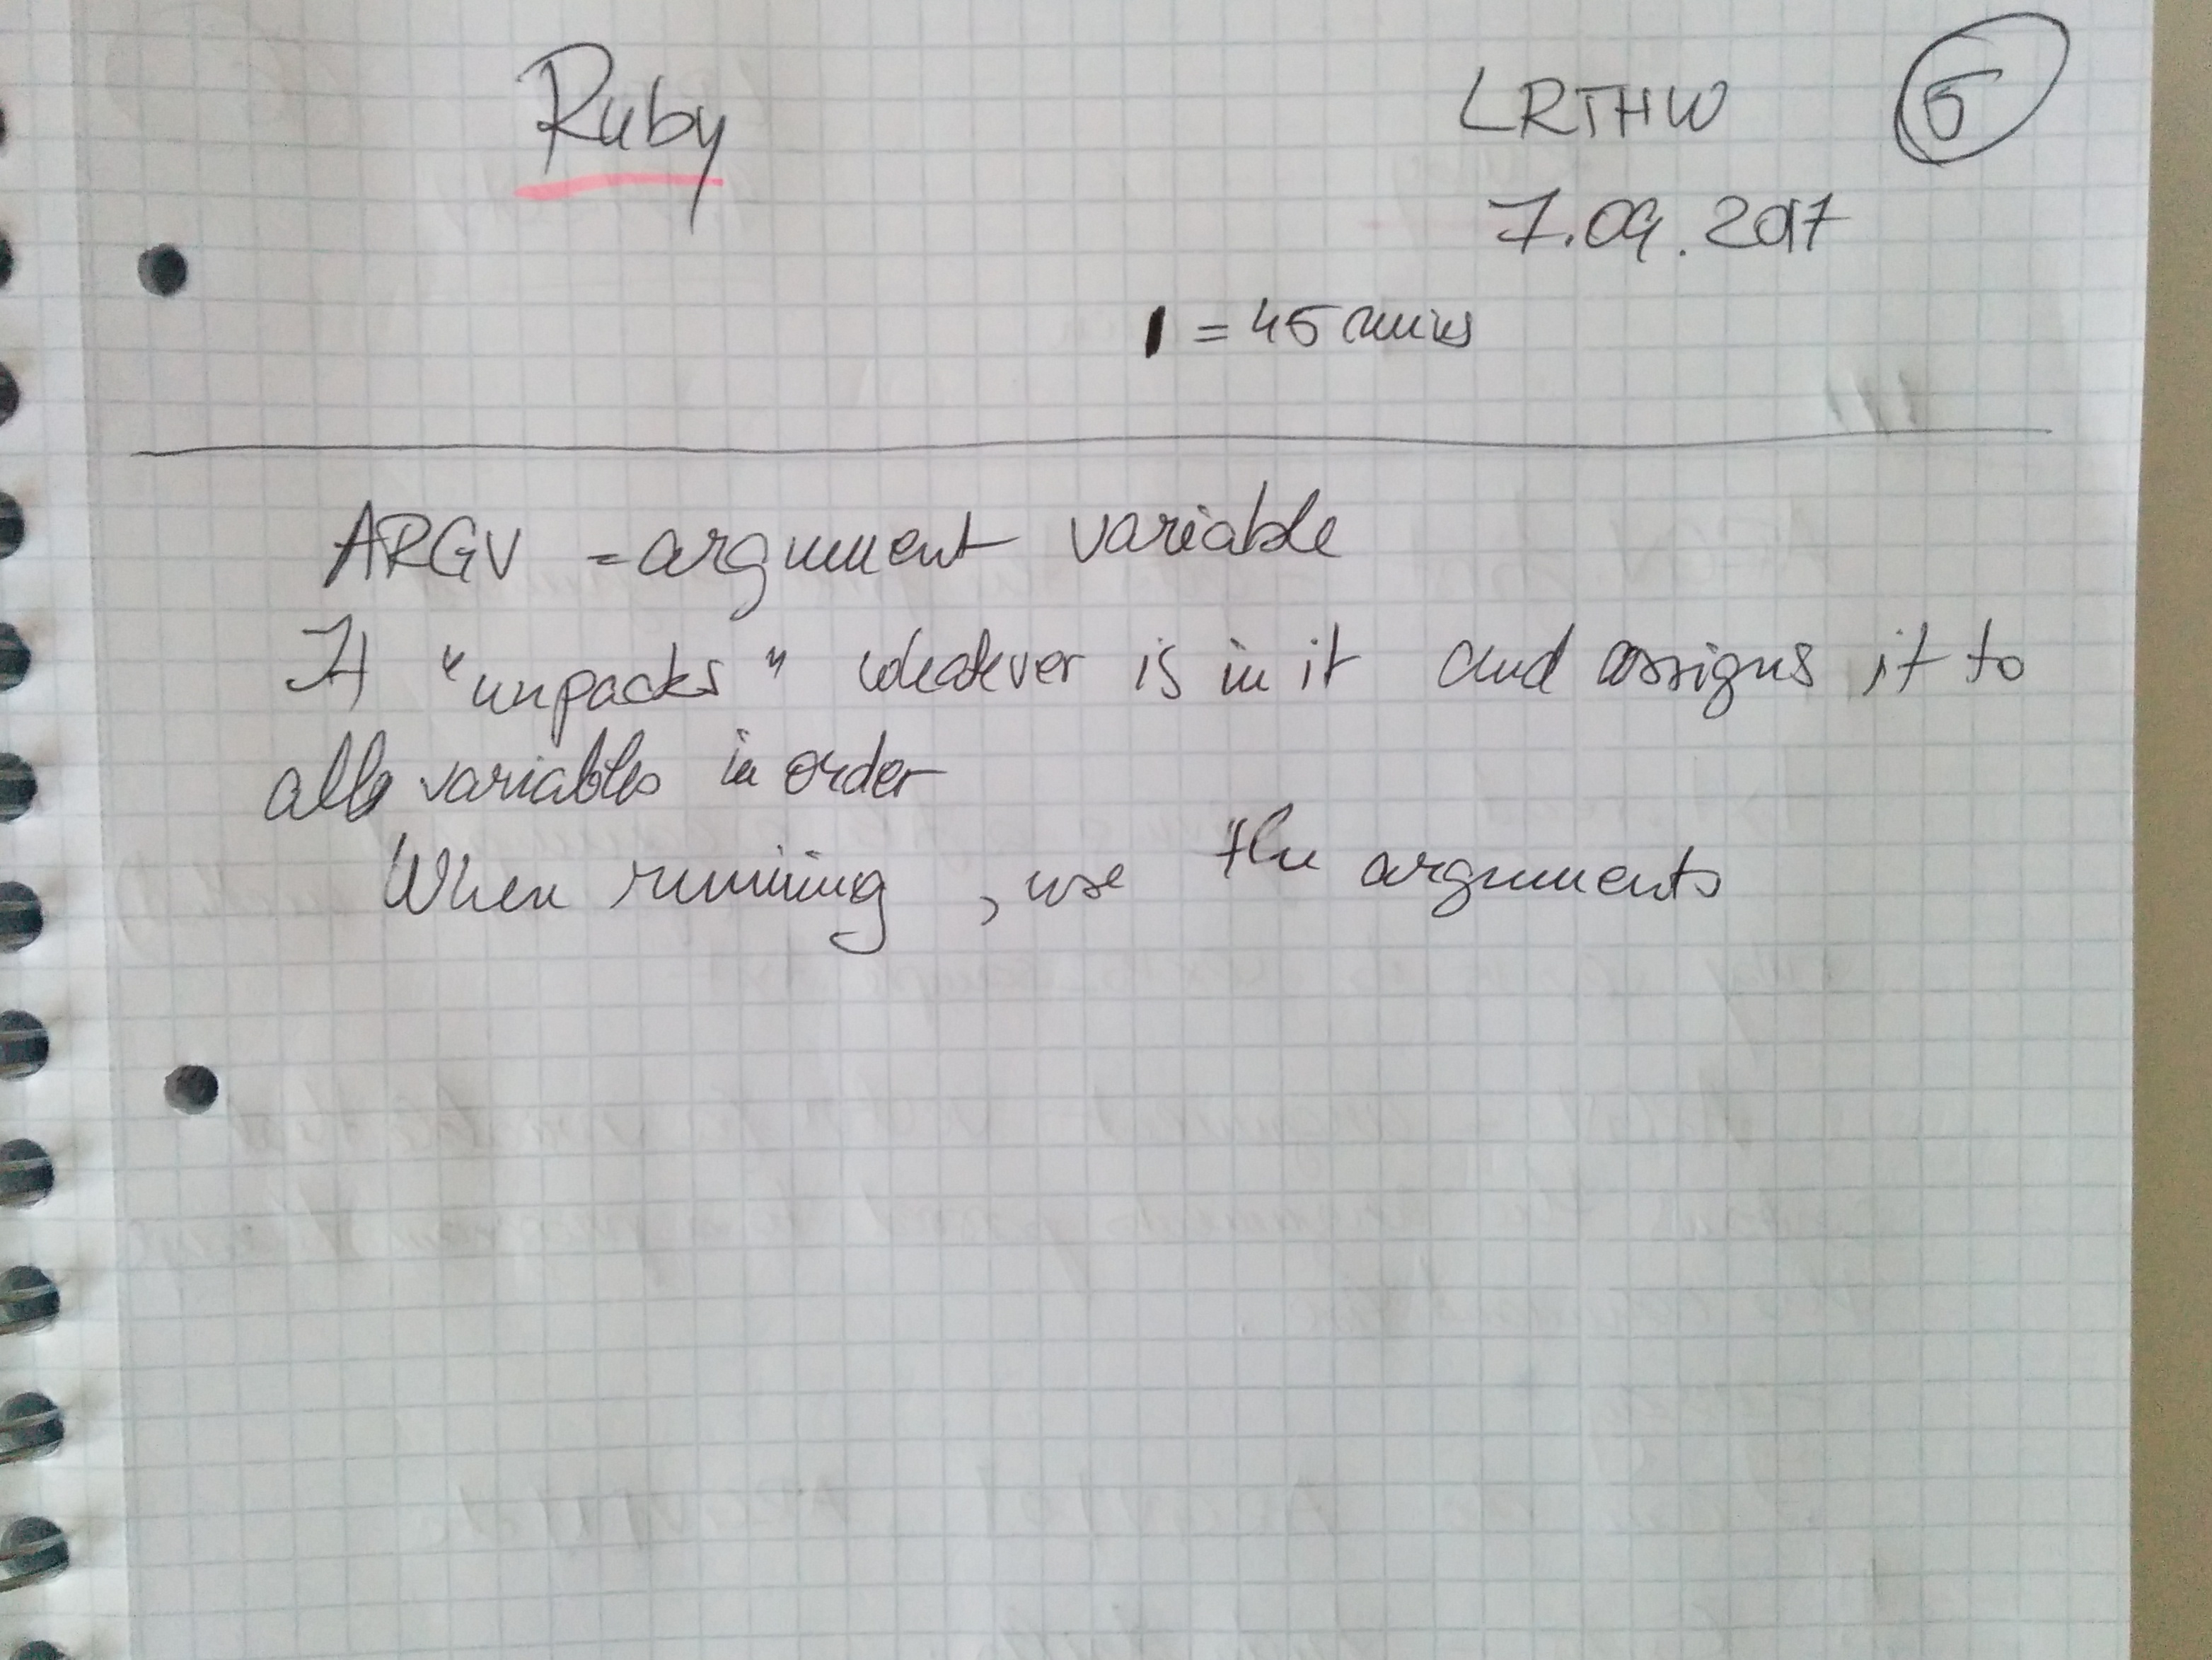 Ruby LRTHW 5
7.09.2017
1 = 45 mins
ARGV = argument variable
It "unpacks" whatever is in it and assigns it to
all variables in order
When running, use the arguments